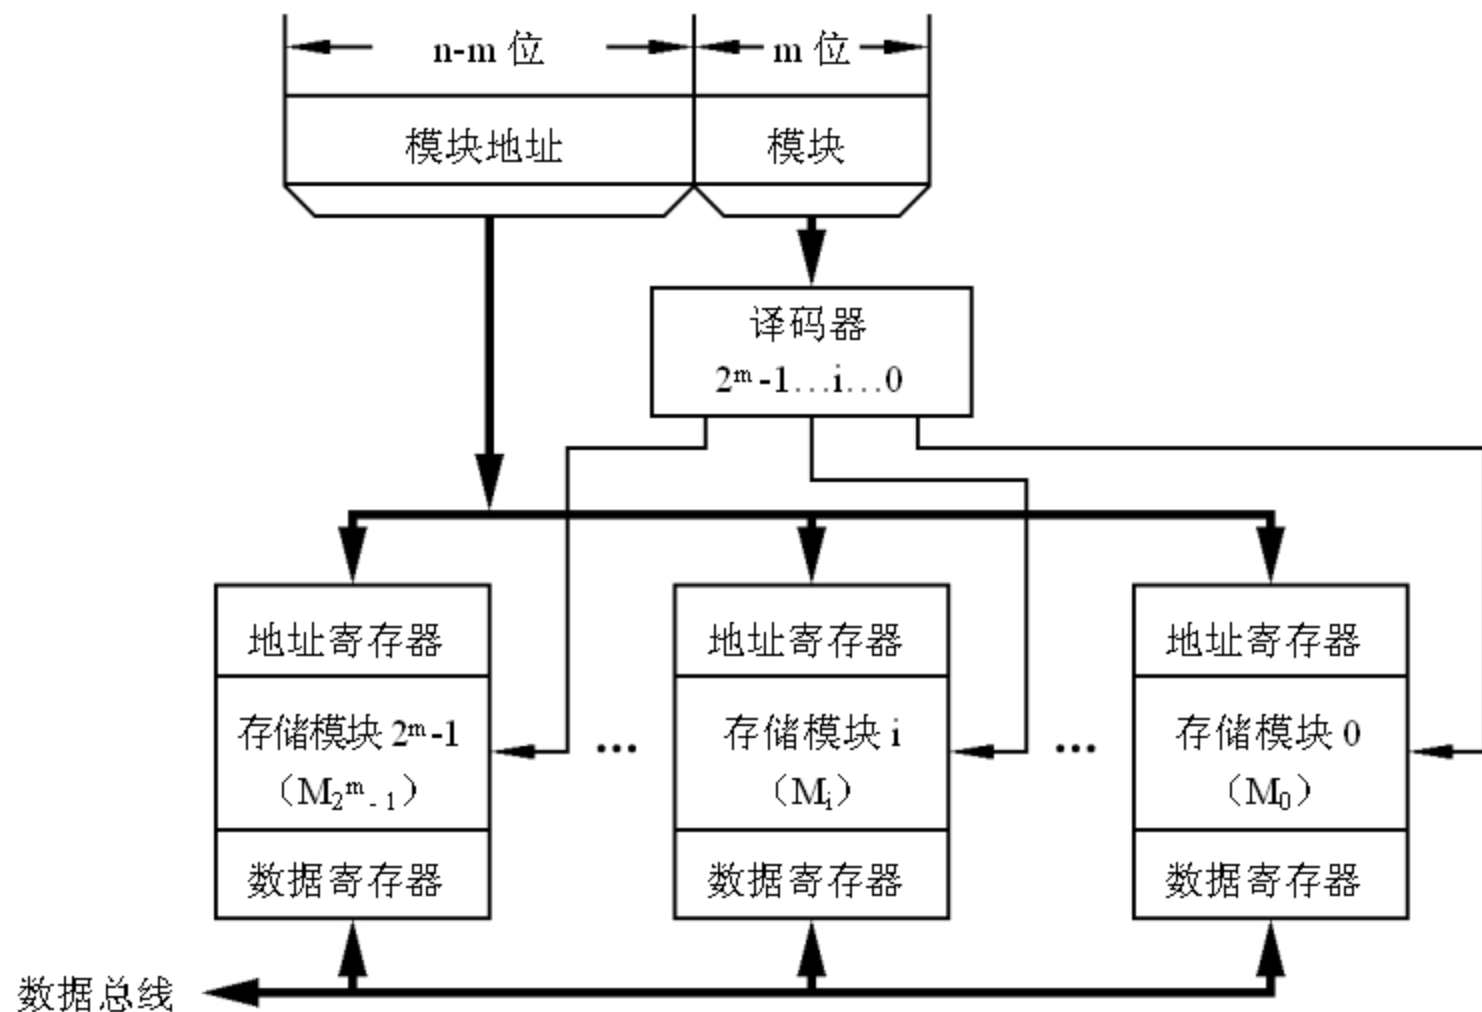 n-m 位
m 位
模块地址
模块
译码器
2ᵐ-1…i…0
地址寄存器
地址寄存器
地址寄存器
存储模块 2ᵐ-1
(M₂ᵐ₋₁)
···
存储模块 i
(Mᵢ)
···
存储模块 0
(M₀)
数据寄存器
数据寄存器
数据寄存器
数据总线